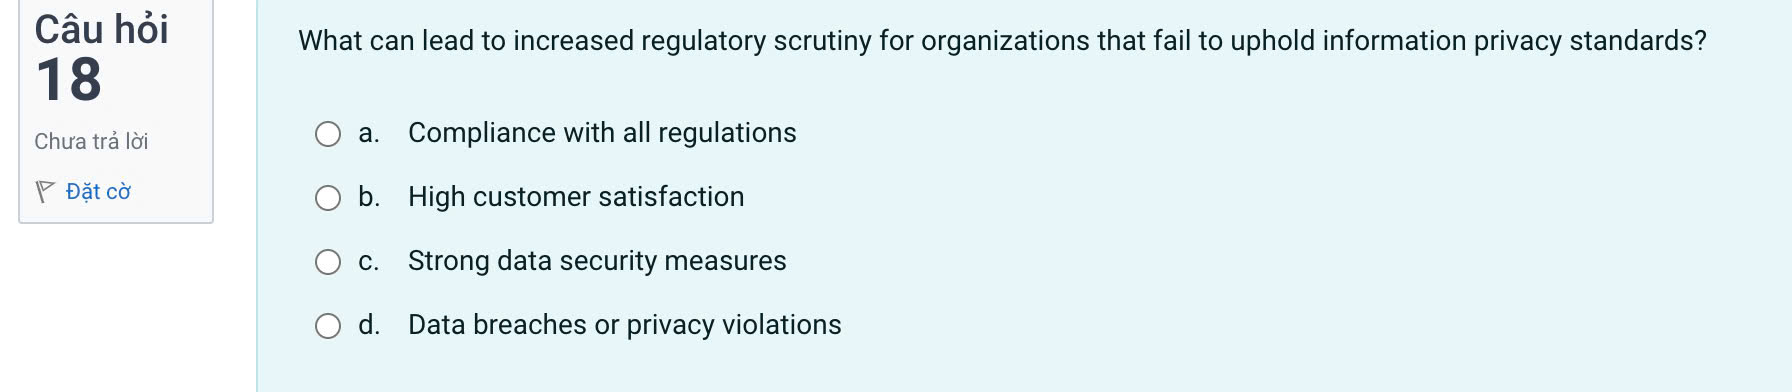 Câu hỏi
18
Chưa trả lời
Đặt cờ
What can lead to increased regulatory scrutiny for organizations that fail to uphold information privacy standards?
a. Compliance with all regulations
b. High customer satisfaction
c. Strong data security measures
d. Data breaches or privacy violations